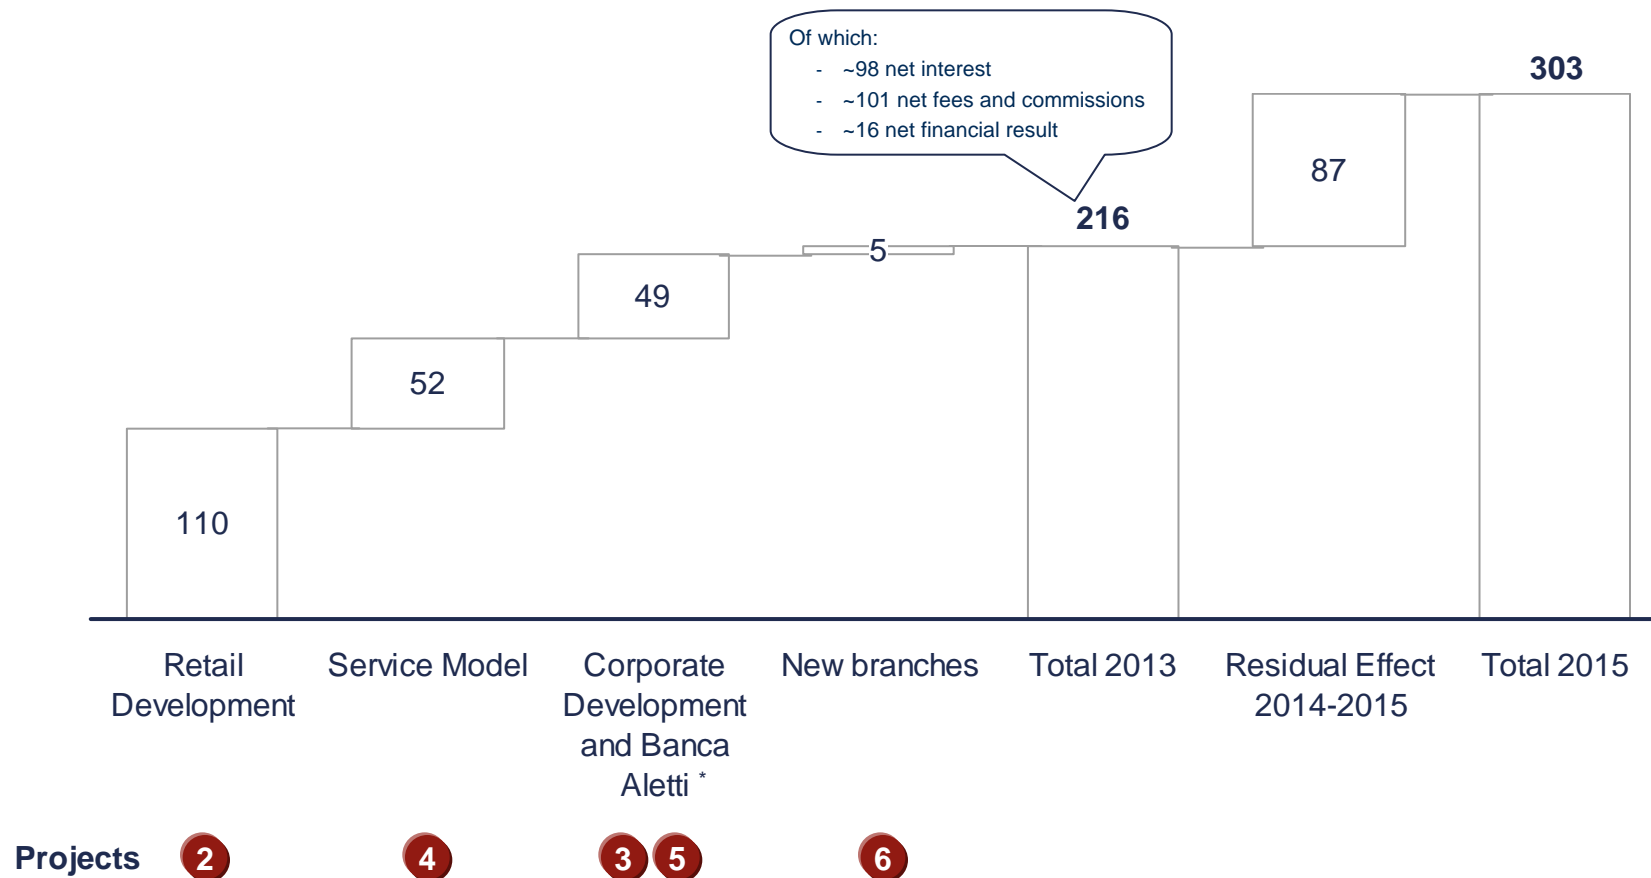 Of which:
- ~98 net interest
- ~101 net fees and commissions
- ~16 net financial result
303
87
216
5
49
52
110
Retail
Development
Service Model
Corporate
Development
and Banca
Aletti *
New branches
Total 2013
Residual Effect
2014-2015
Total 2015
Projects 2 4 3 5 6